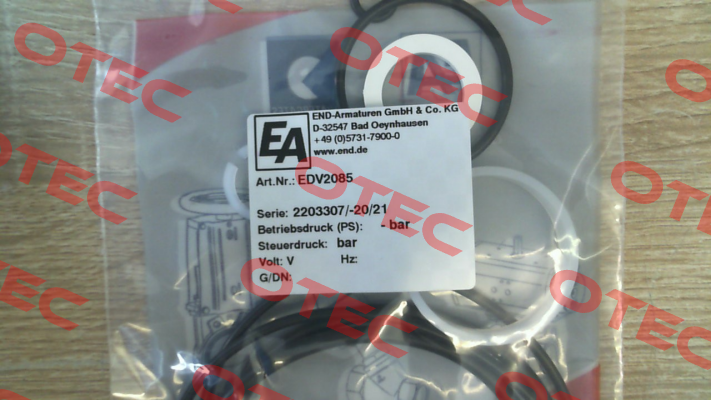 EA
END-Armaturen GmbH & Co. KG
D-32547 Bad Oeynhausen
+49 (0)5731-7900-0
www.end.de
Art.Nr.: EDV2085
Serie: 2203307/-20/21
Betriebsdruck (PS): - bar
Steuerdruck: bar
Volt: V Hz:
G/DN:
OTEC
OTEC
OTEC
OTEC
OTEC
OTEC
OTEC
OTEC
OTEC
OTEC